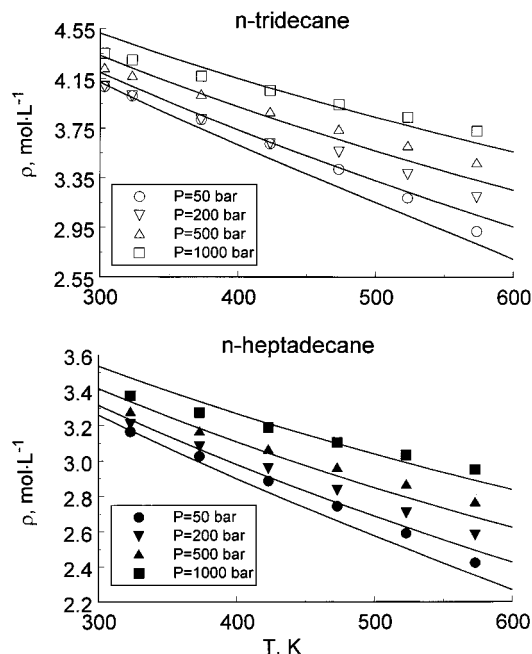 n-tridecane
4.55
4.15
3.75
3.35
2.95
2.55
ρ, mol·L⁻¹
P=50 bar
P=200 bar
P=500 bar
P=1000 bar
300 400 500 600
T, K
n-heptadecane
3.6
3.4
3.2
3.0
2.8
2.6
2.4
2.2
ρ, mol·L⁻¹
P=50 bar
P=200 bar
P=500 bar
P=1000 bar
300 400 500 600
T, K